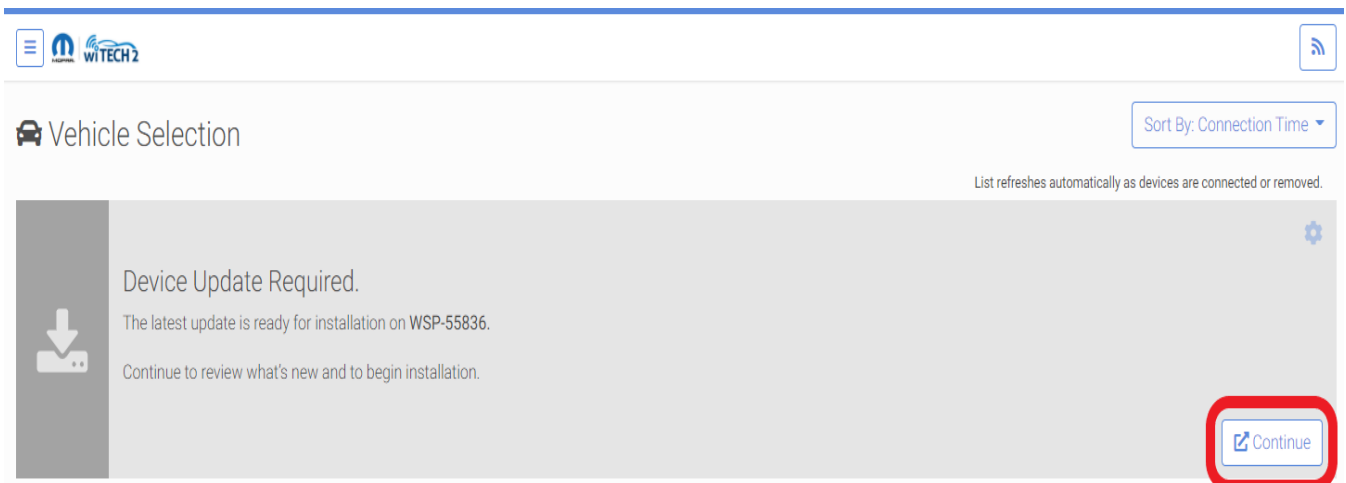 MOPAR wiTECH 2
Vehicle Selection
Sort By: Connection Time
List refreshes automatically as devices are connected or removed.
Device Update Required.
The latest update is ready for installation on WSP-55836.
Continue to review what's new and to begin installation.
Continue